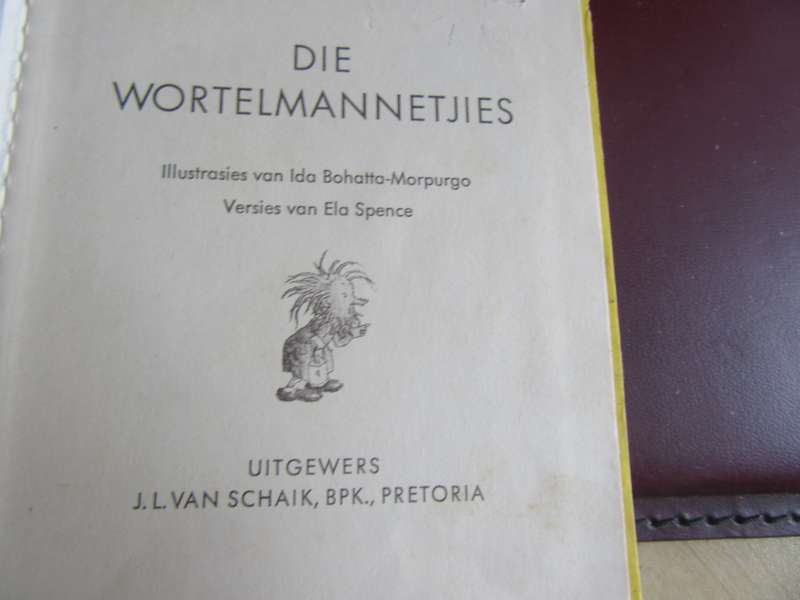 DIE
WORTELMANNETJIES
Illustrasies van Ida Bohatta-Morpurgo
Versies van Ela Spence
UITGEWERS
J. L. VAN SCHAIK, BPK., PRETORIA